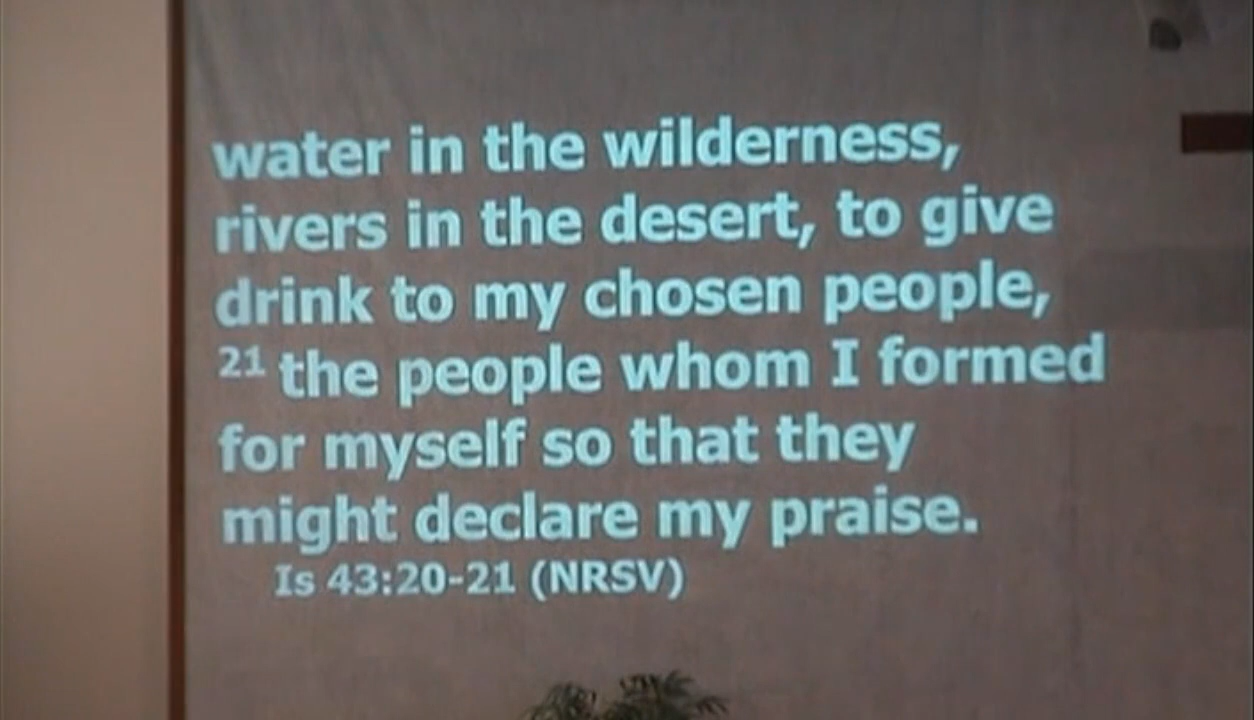 water in the wilderness,
rivers in the desert, to give
drink to my chosen people,
21 the people whom I formed
for myself so that they
might declare my praise.
Is 43:20-21 (NRSV)